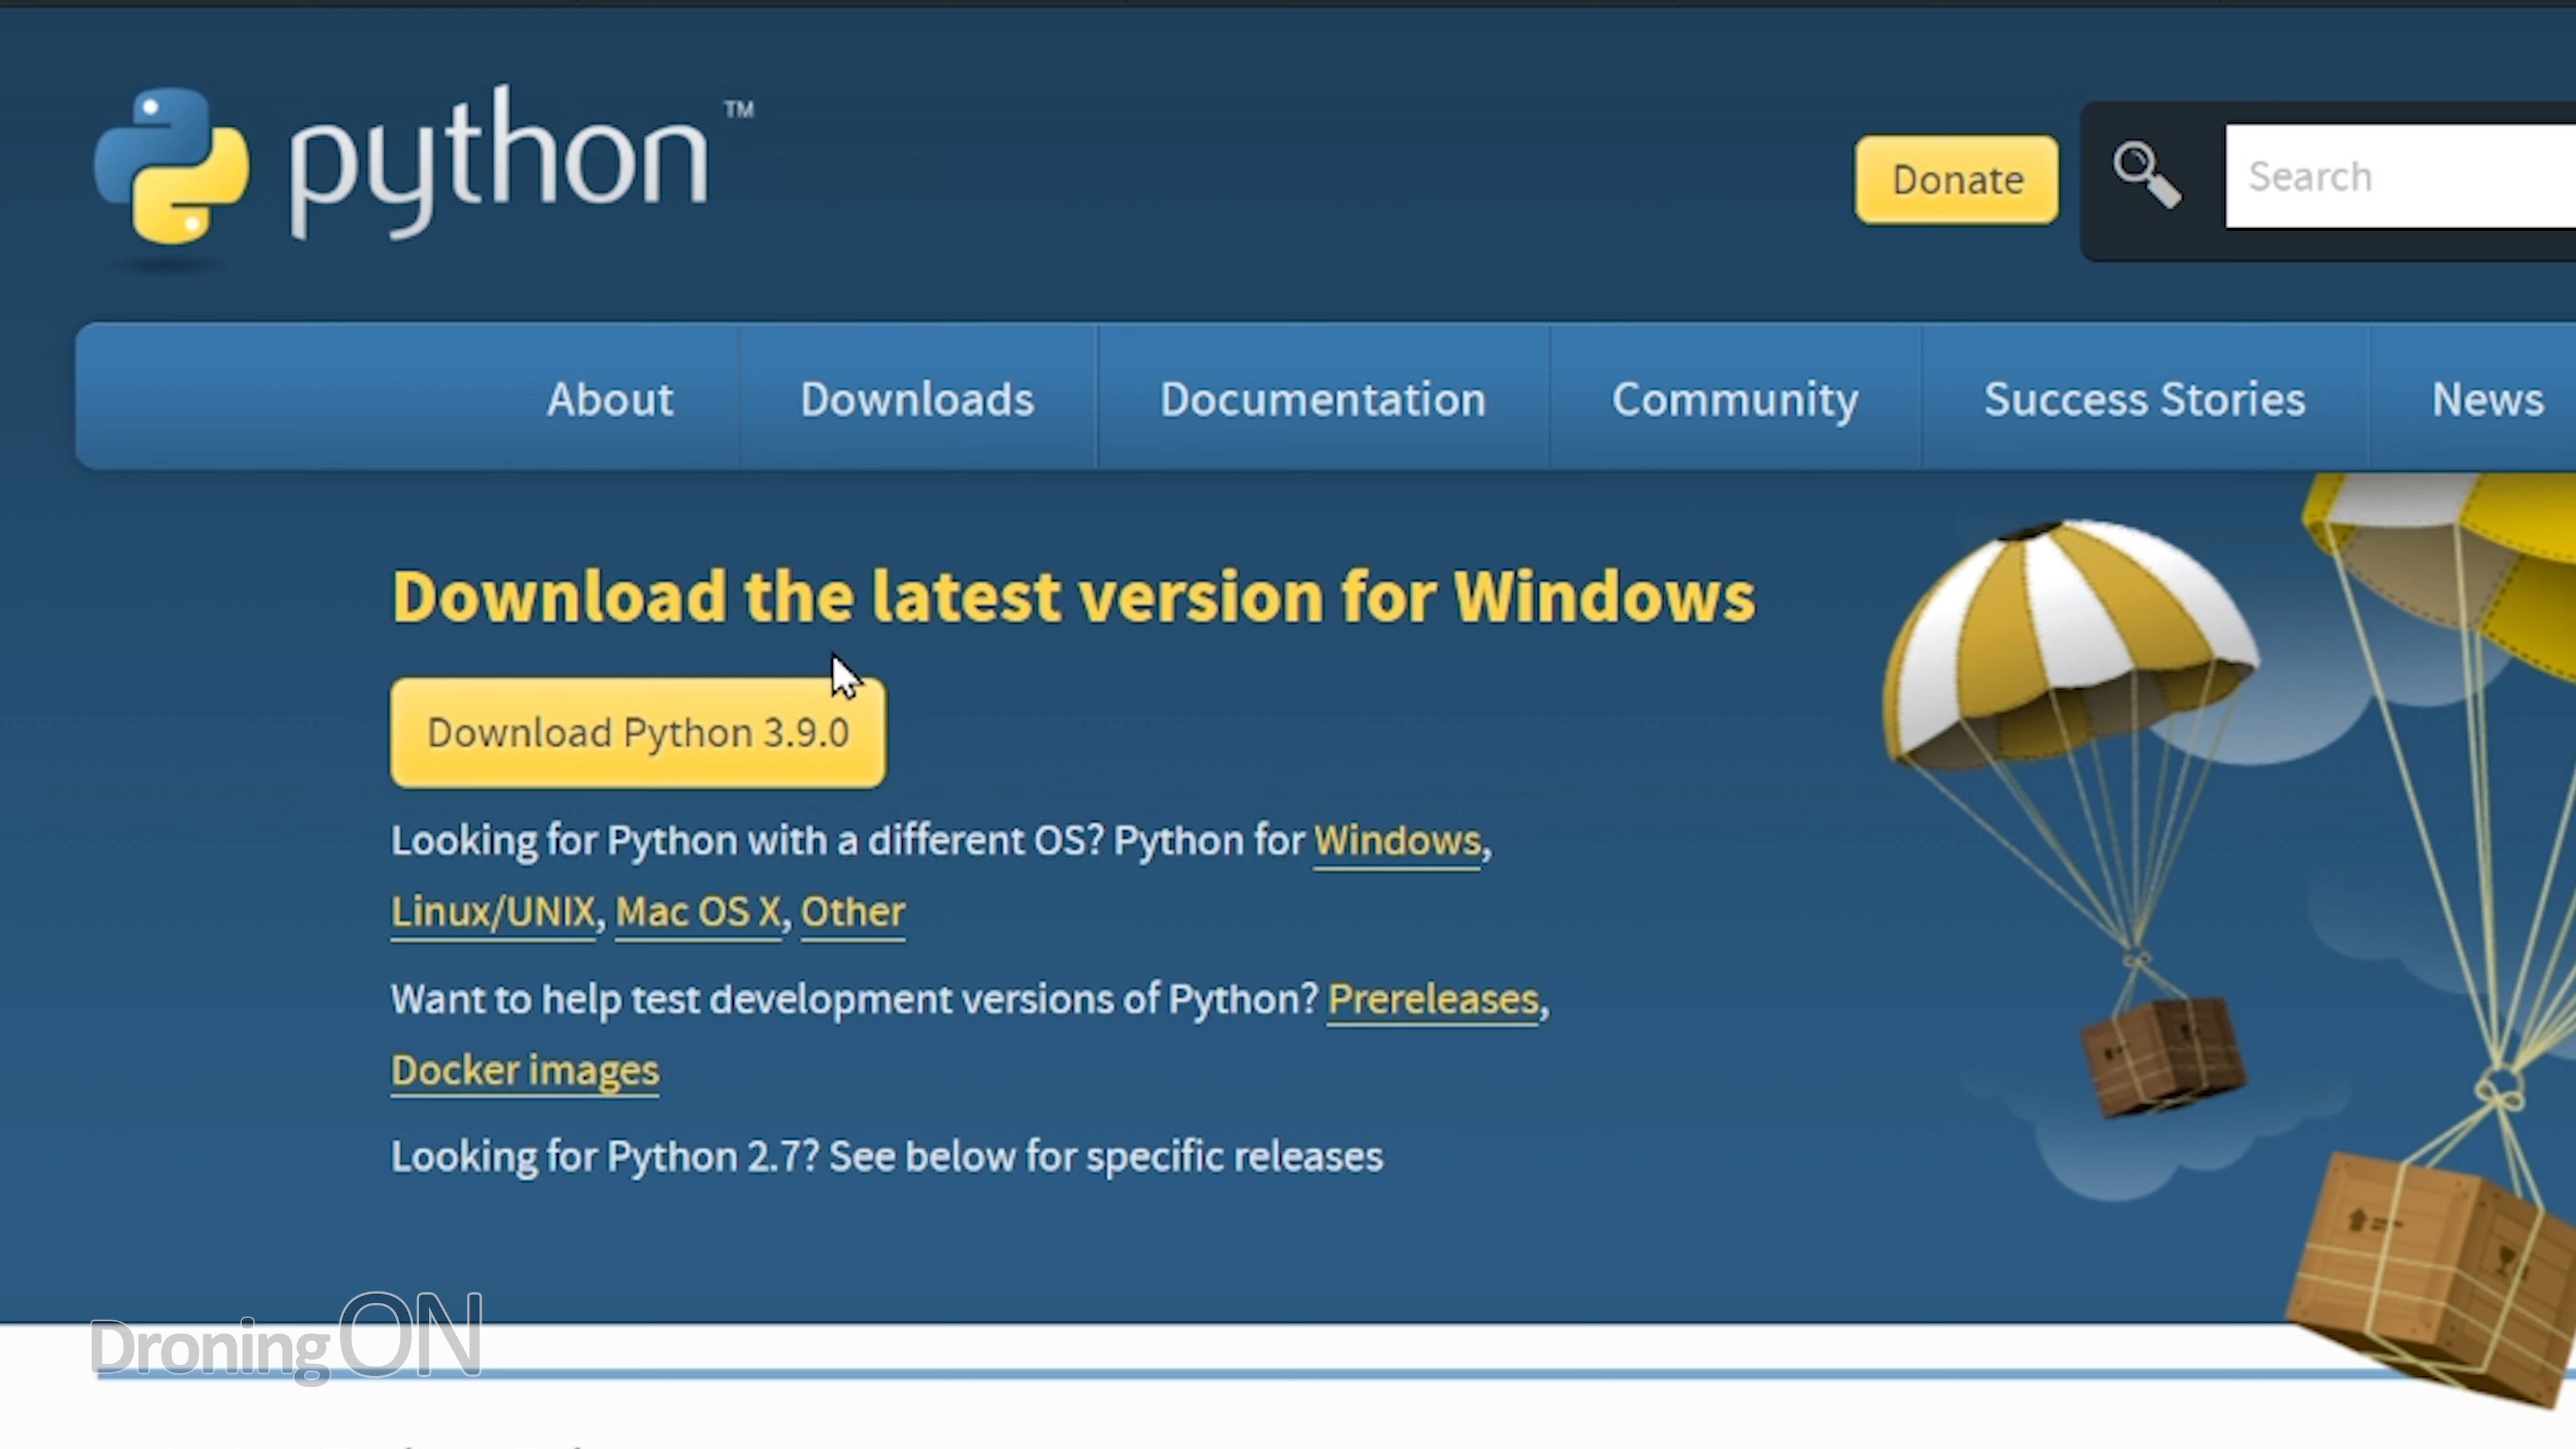 python™
Donate
Search
About
Downloads
Documentation
Community
Success Stories
News
Download the latest version for Windows
Download Python 3.9.0
Looking for Python with a different OS? Python for Windows,
Linux/UNIX, Mac OS X, Other
Want to help test development versions of Python? Prereleases,
Docker images
Looking for Python 2.7? See below for specific releases
DroningON